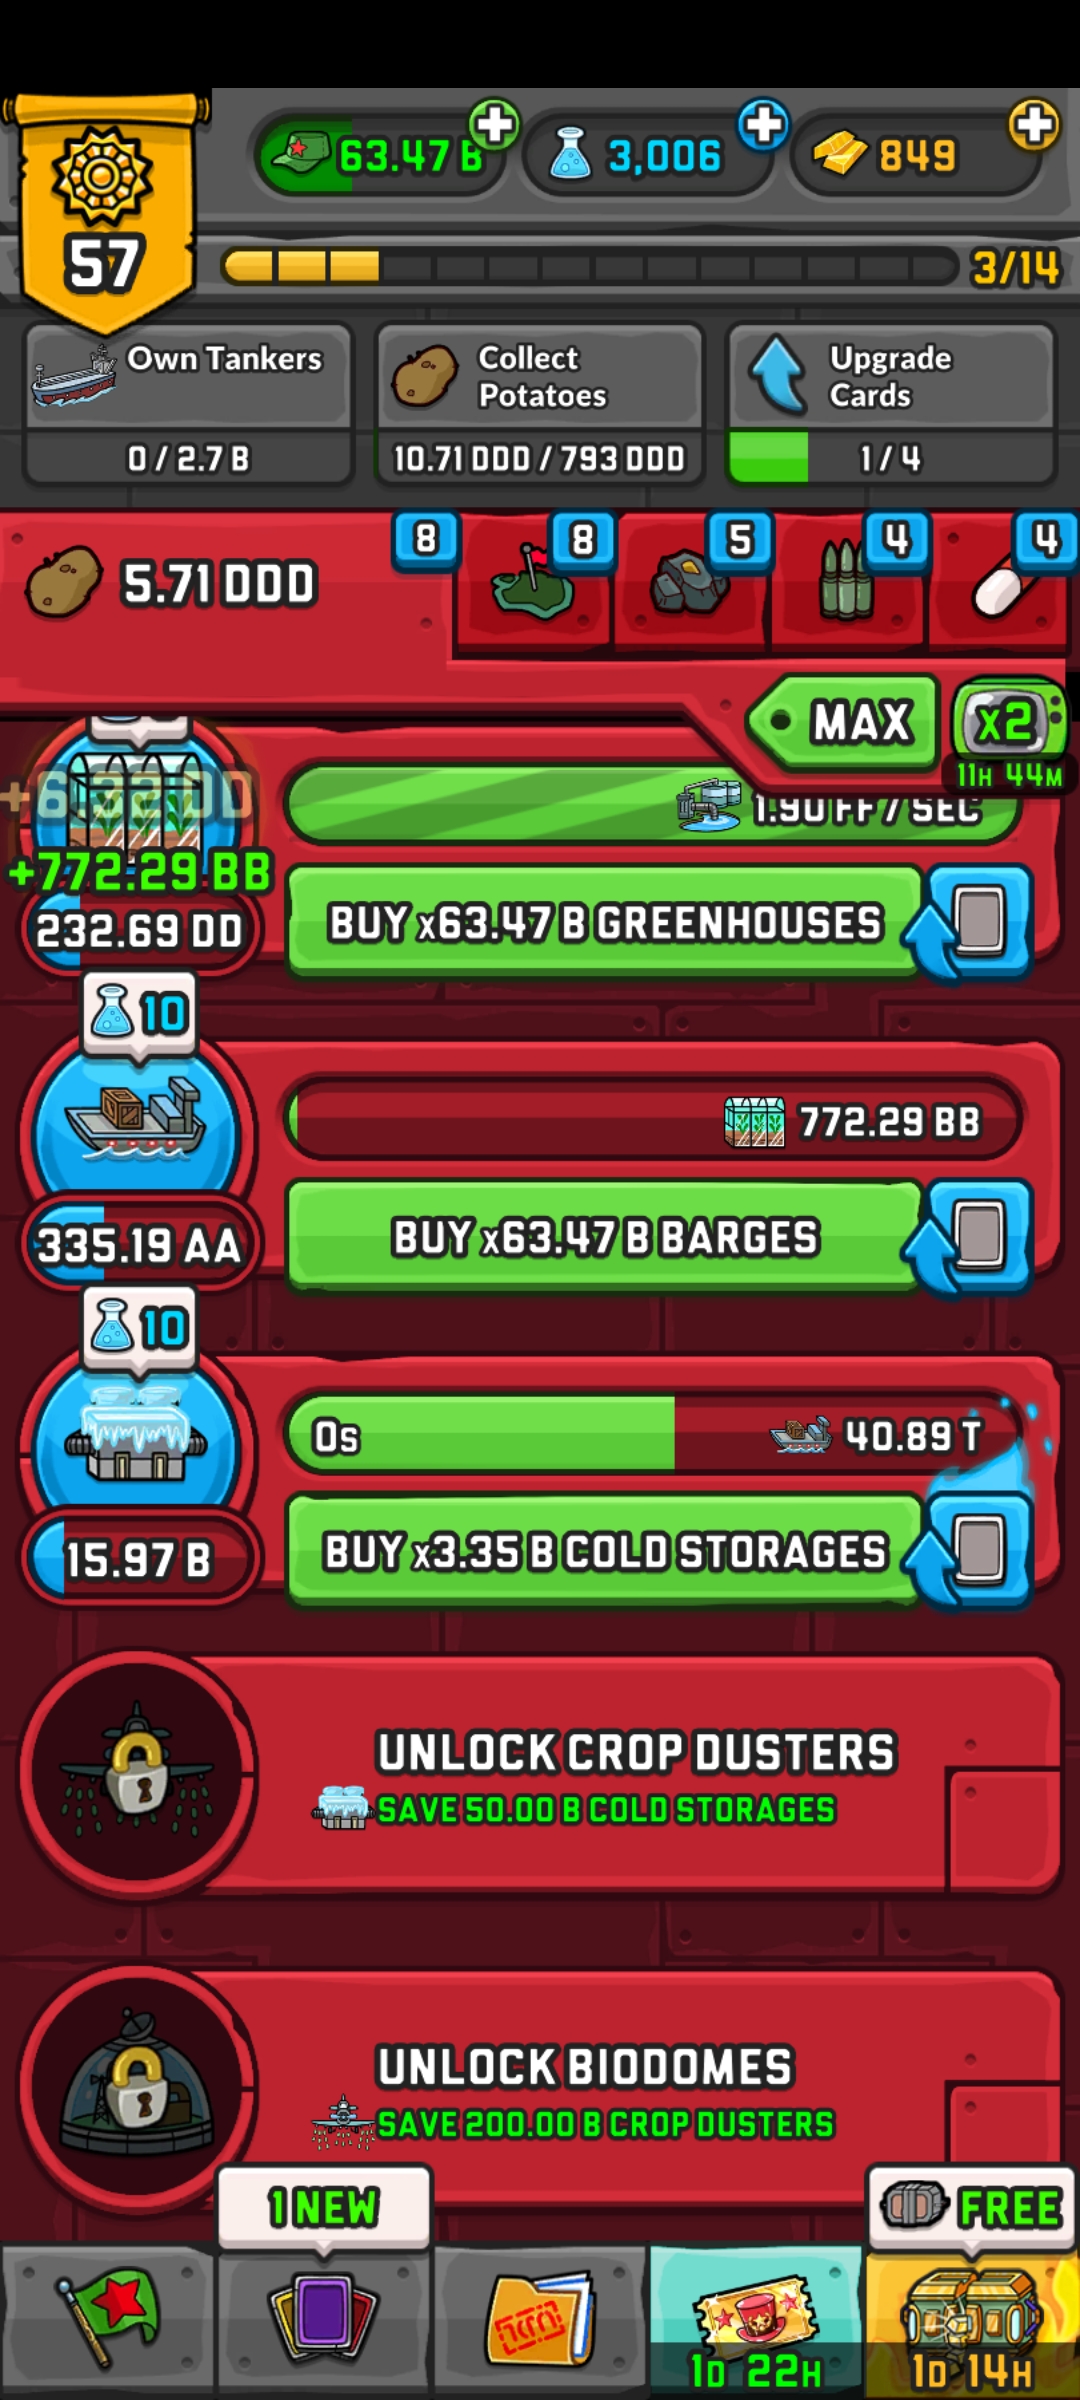 63.47 B
3,006
849
57
3/14
Own Tankers
0 / 2.7 B
Collect
Potatoes
10.71 DDD / 793 DDD
Upgrade
Cards
1 / 4
5.71 DDD
8
8
5
4
4
MAX
x2
11H 44M
1.90 FF / SEC
+772.29 BB
232.69 DD
BUY x63.47 B GREENHOUSES
10
772.29 BB
335.19 AA
BUY x63.47 B BARGES
10
0s
40.89 T
15.97 B
BUY x3.35 B COLD STORAGES
UNLOCK CROP DUSTERS
SAVE 50.00 B COLD STORAGES
UNLOCK BIODOMES
SAVE 200.00 B CROP DUSTERS
1 NEW
FREE
1D 22H
1D 14H